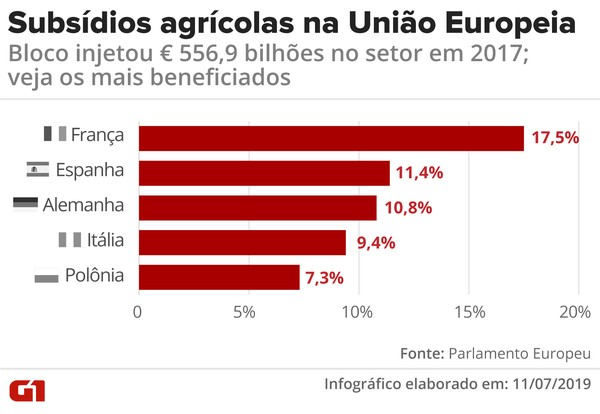 Subsídios agrícolas na União Europeia
Bloco injetou € 556,9 bilhões no setor em 2017;
veja os mais beneficiados
França 17,5%
Espanha 11,4%
Alemanha 10,8%
Itália 9,4%
Polônia 7,3%
0 5% 10% 15% 20%
Fonte: Parlamento Europeu
G1 Infográfico elaborado em: 11/07/2019